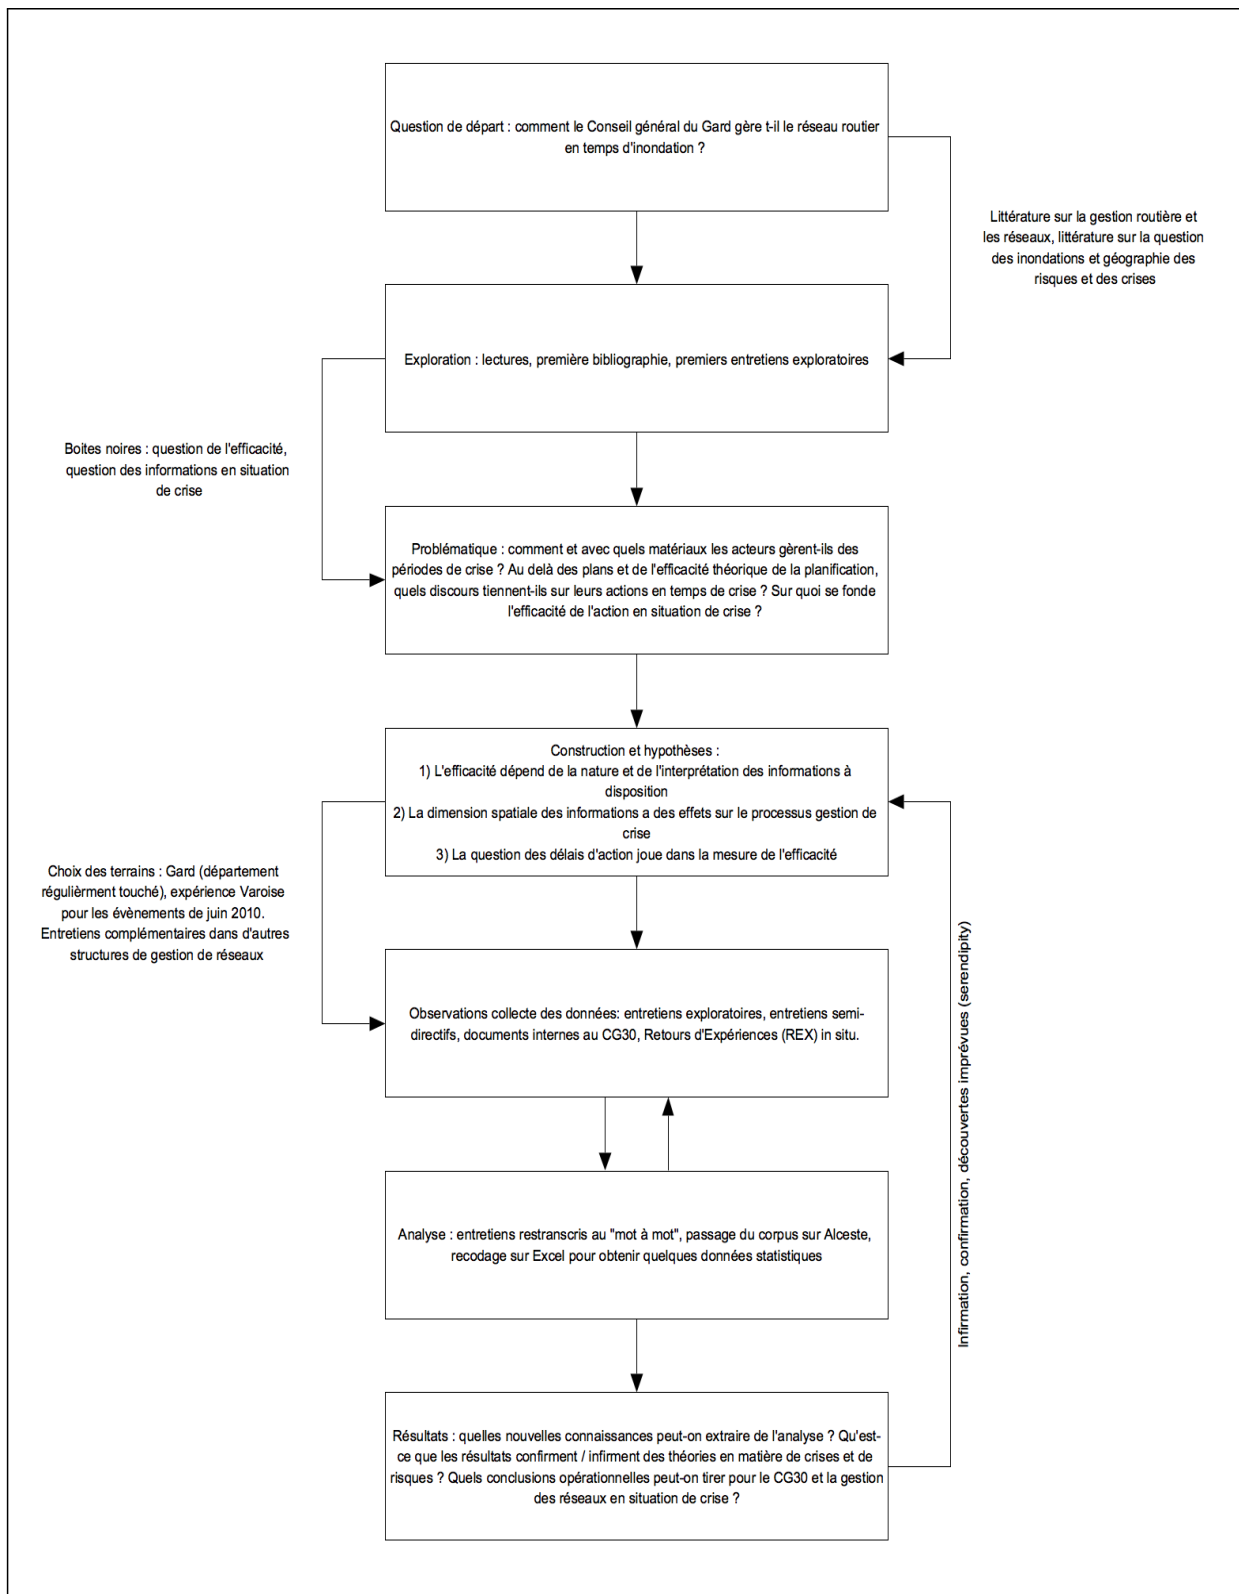 Question de départ : comment le Conseil général du Gard gère t-il le réseau routier
en temps d'inondation ?
Littérature sur la gestion routière et
les réseaux, littérature sur la question
des inondations et géographie des
risques et des crises
Exploration : lectures, première bibliographie, premiers entretiens exploratoires
Boites noires : question de l'efficacité,
question des informations en situation
de crise
Problématique : comment et avec quels matériaux les acteurs gèrent-ils des
périodes de crise ? Au delà des plans et de l'efficacité théorique de la planification,
quels discours tiennent-ils sur leurs actions en temps de crise ? Sur quoi se fonde
l'efficacité de l'action en situation de crise ?
Construction et hypothèses :
1) L'efficacité dépend de la nature et de l'interprétation des informations à
disposition
2) La dimension spatiale des informations a des effets sur le processus gestion de
crise
3) La question des délais d'action joue dans la mesure de l'efficacité
Choix des terrains : Gard (département
régulièrment touché), expérience Varoise
pour les évènements de juin 2010.
Entretiens complémentaires dans d'autres
structures de gestion de réseaux
Observations collecte des données: entretiens exploratoires, entretiens semi-
directifs, documents internes au CG30, Retours d'Expériences (REX) in situ.
Infirmation, confirmation, découvertes imprévues (serendipity)
Analyse : entretiens restranscris au "mot à mot", passage du corpus sur Alceste,
recodage sur Excel pour obtenir quelques données statistiques
Résultats : quelles nouvelles connaissances peut-on extraire de l'analyse ? Qu'est-
ce que les résultats confirment / infirment des théories en matière de crises et de
risques ? Quels conclusions opérationnelles peut-on tirer pour le CG30 et la gestion
des réseaux en situation de crise ?